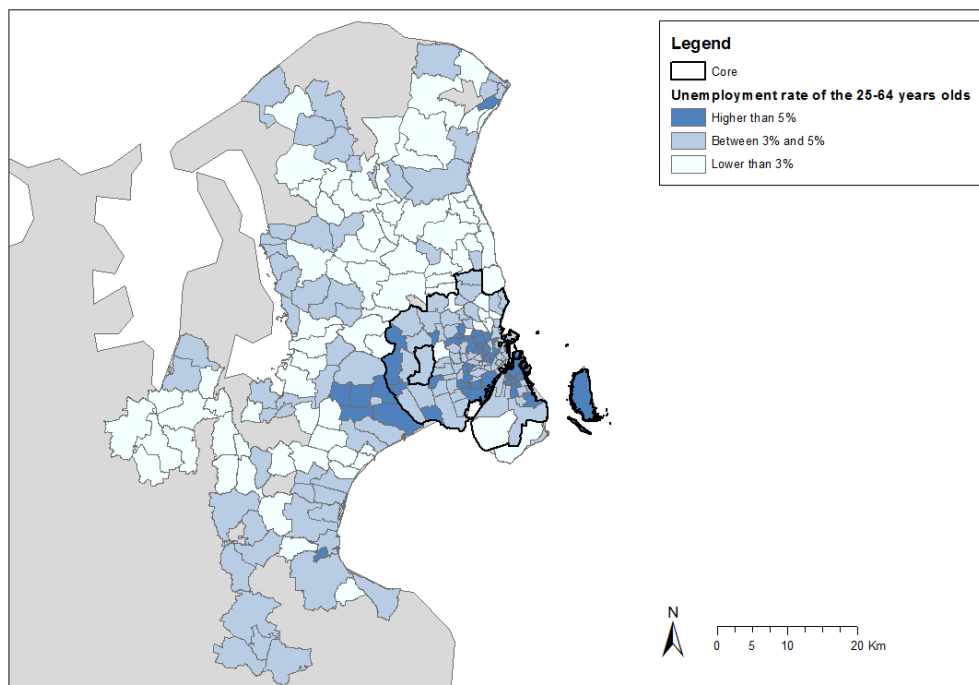 Legend
Core
Unemployment rate of the 25-64 years olds
Higher than 5%
Between 3% and 5%
Lower than 3%
N
0 5 10 20 Km